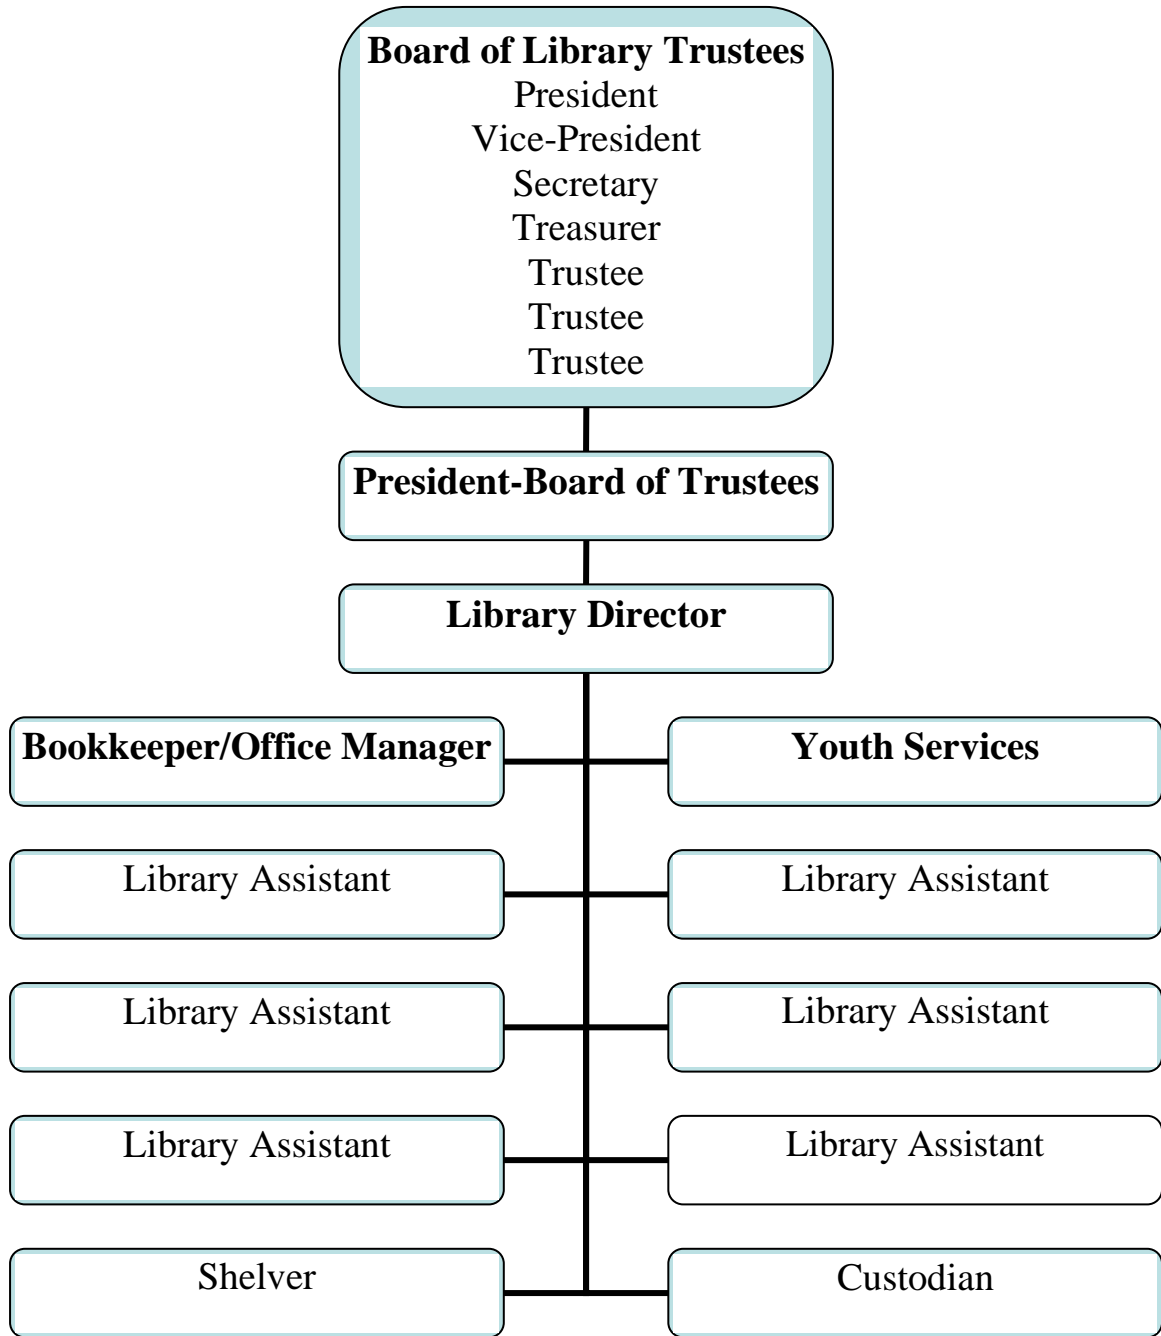 Board of Library Trustees
President
Vice-President
Secretary
Treasurer
Trustee
Trustee
Trustee
President-Board of Trustees
Library Director
Bookkeeper/Office Manager
Youth Services
Library Assistant
Library Assistant
Library Assistant
Library Assistant
Library Assistant
Library Assistant
Shelver
Custodian